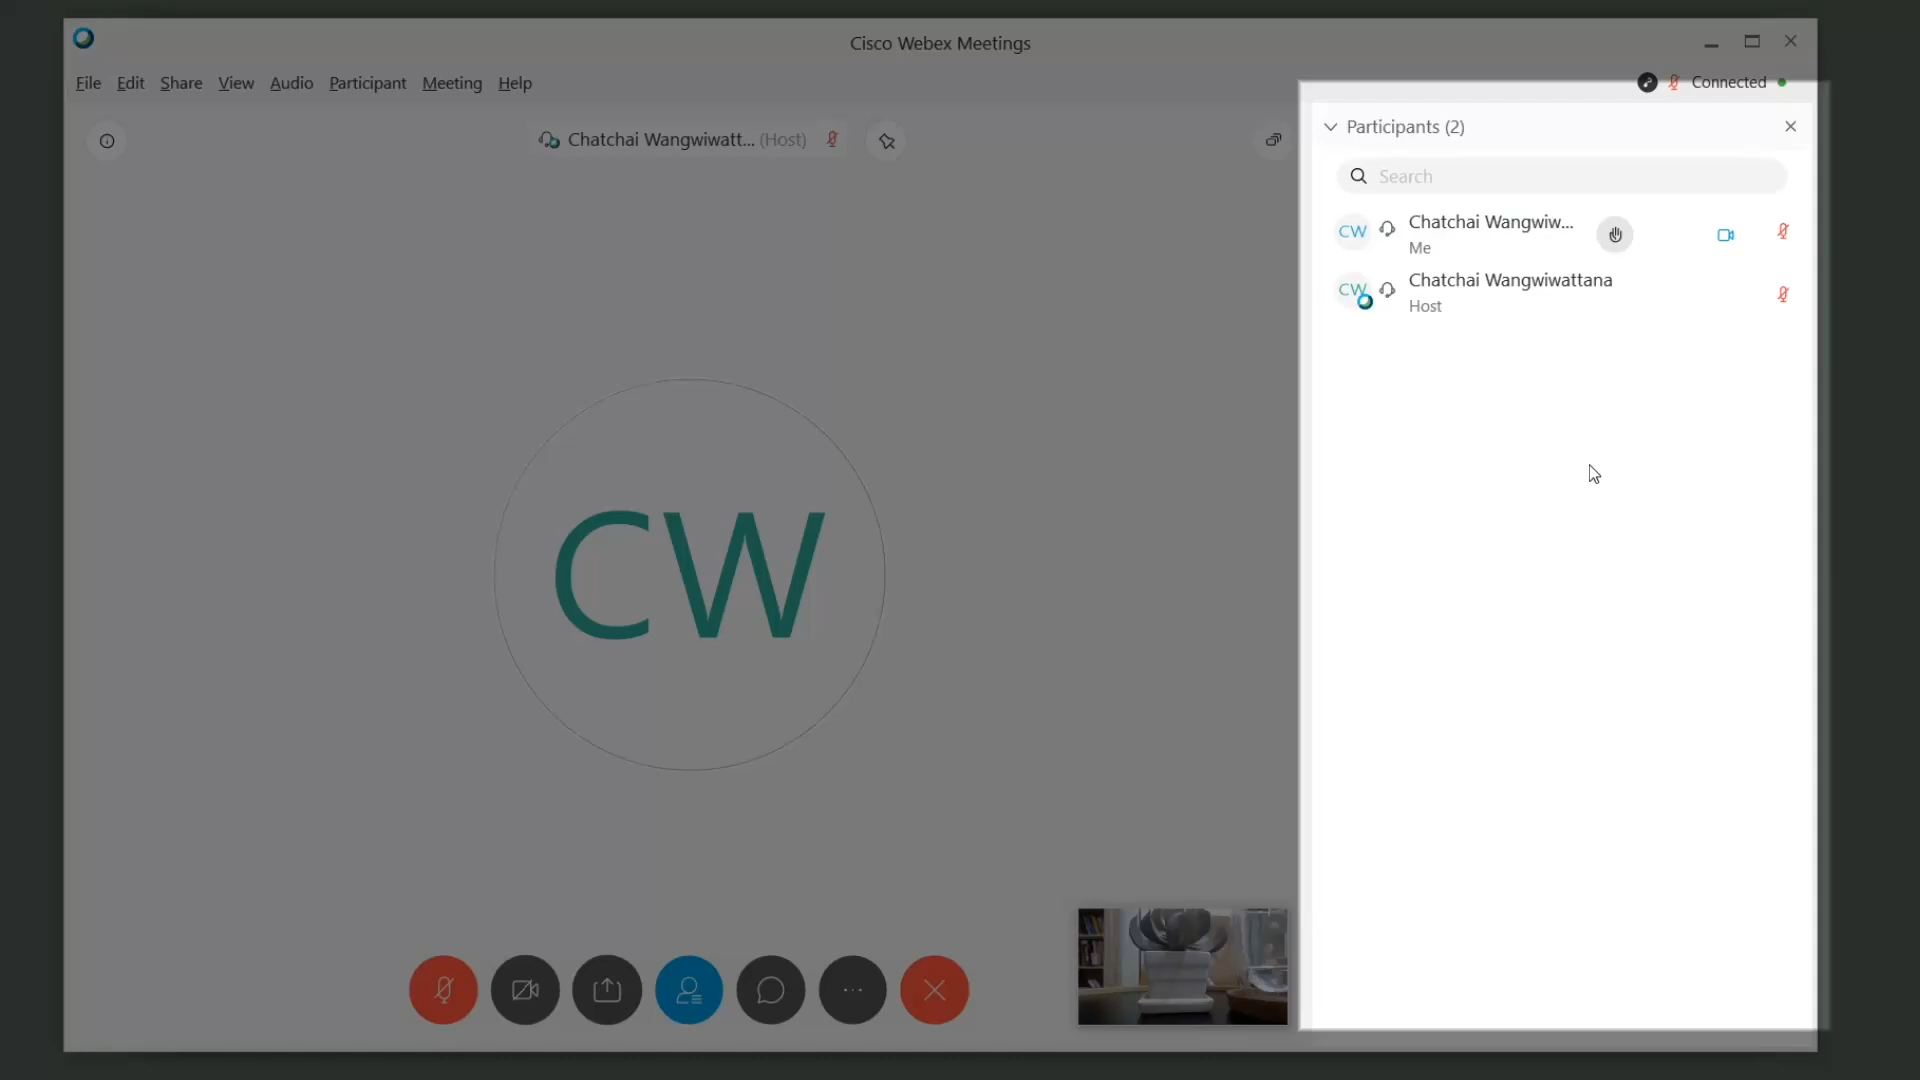 Cisco Webex Meetings
File Edit Share View Audio Participant Meeting Help
Connected
Chatchai Wangwiwatt... (Host)
Participants (2)
Search
CW Chatchai Wangwiw...
Me
CW Chatchai Wangwiwattana
Host
CW